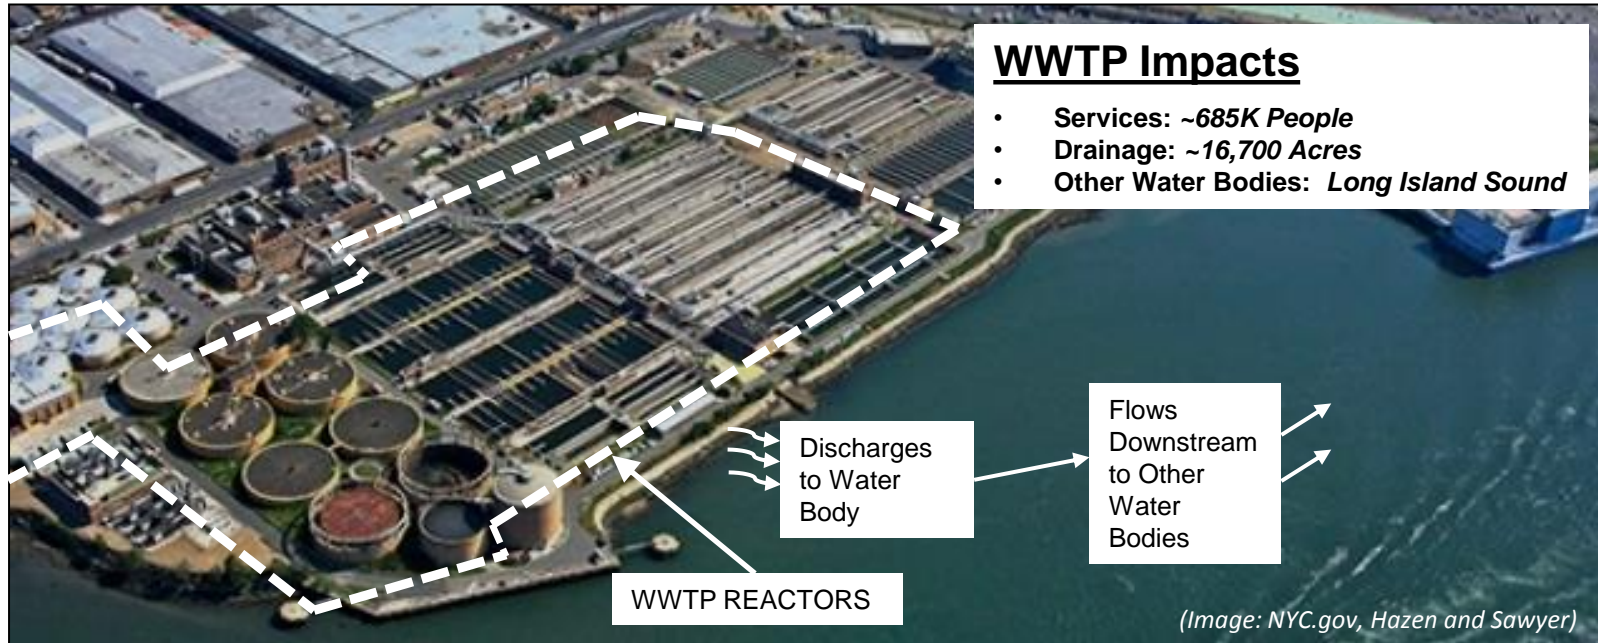 WWTP Impacts
• Services: ~685K People
• Drainage: ~16,700 Acres
• Other Water Bodies: Long Island Sound
Discharges
to Water
Body
Flows
Downstream
to Other
Water
Bodies
WWTP REACTORS
(Image: NYC.gov, Hazen and Sawyer)